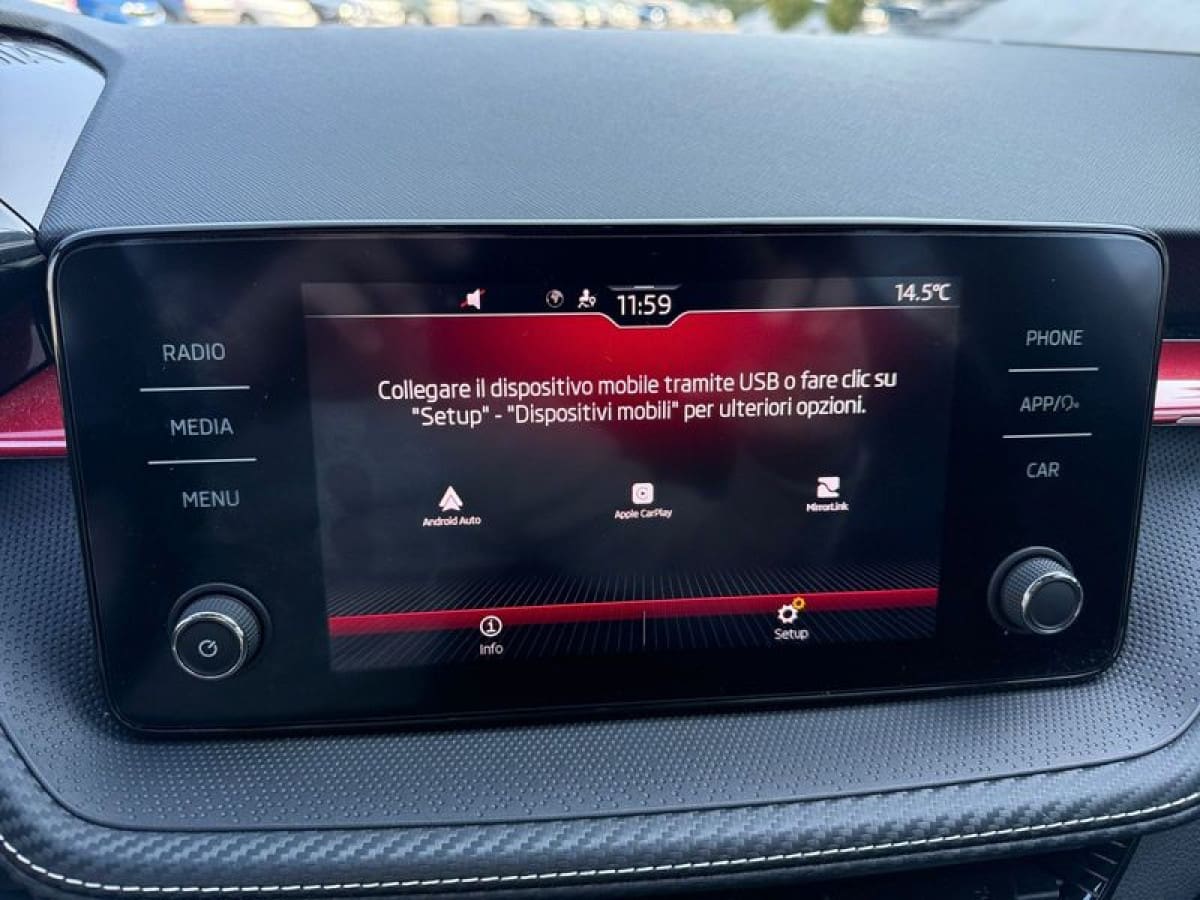 11:59
14.5°C
RADIO
MEDIA
MENU
Collegare il dispositivo mobile tramite USB o fare clic su
"Setup" - "Dispositivi mobili" per ulteriori opzioni.
Android Auto
Apple CarPlay
MirrorLink
Info
Setup
PHONE
APP/
CAR